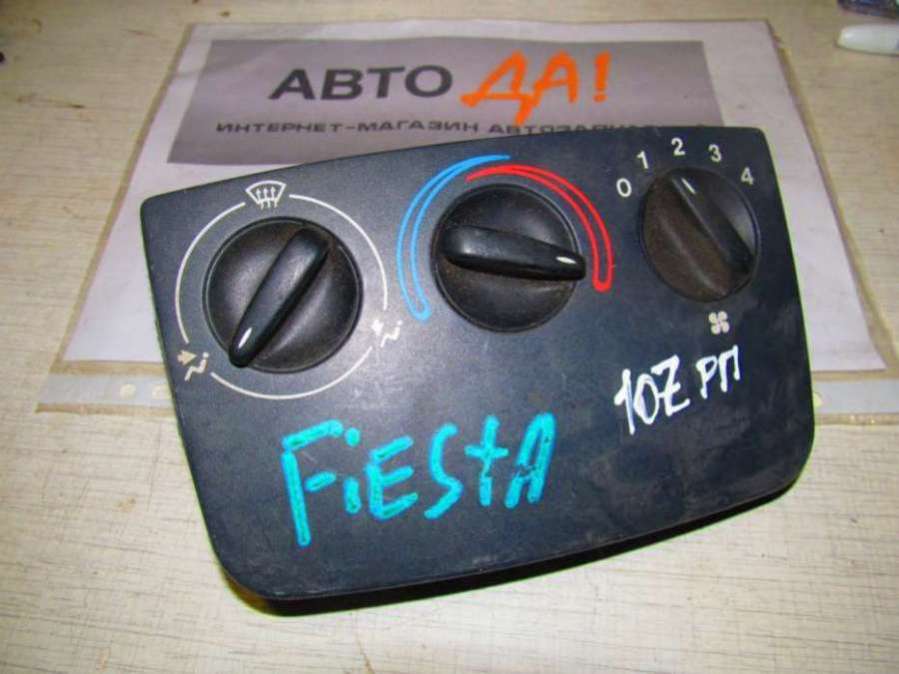 АВТО ДА!
ИНТЕРНЕТ-МАГАЗИН
0 1 2 3 4
107 РП
FiESTA